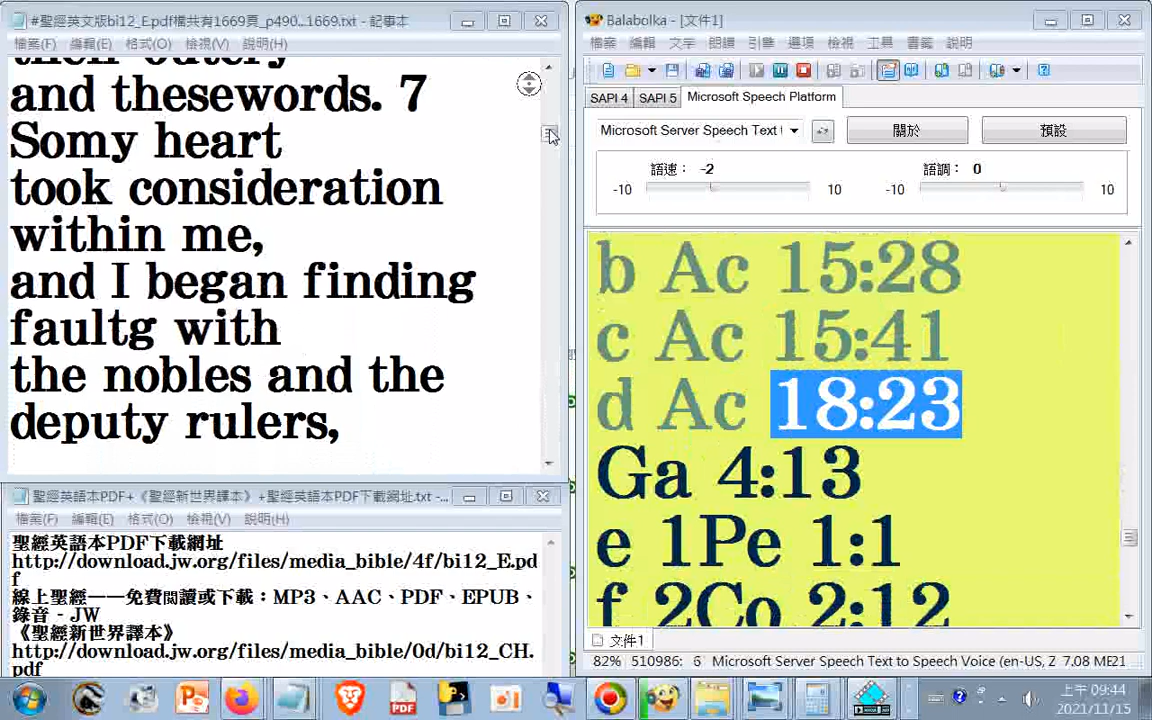 #聖經英文版bi12_E.pdf檔共有1669頁_p490...1669.txt - 記事本
檔案(F) 編輯(E) 格式(O) 檢視(V) 說明(H)
their outcry
and thesewords. 7
Somy heart
took consideration
within me,
and I began finding
faultg with
the nobles and the
deputy rulers,
聖經英語本PDF+《聖經新世界譯本》+聖經英語本PDF下載網址.txt -...
檔案(F) 編輯(E) 格式(O) 檢視(V) 說明(H)
聖經英語本PDF下載網址
http://download.jw.org/files/media_bible/4f/bi12_E.pd
f
線上聖經——免費閱讀或下載：MP3、AAC、PDF、EPUB、
錄音 - JW
《聖經新世界譯本》
http://download.jw.org/files/media_bible/0d/bi12_CH.
pdf
Balabolka - [文件1]
檔案 編輯 文字 朗讀 引擎 選項 檢視 工具 書籤 說明
SAPI 4 SAPI 5 Microsoft Speech Platform
Microsoft Server Speech Text 關於 預設
語速： -2 語調： 0
-10 10 -10 10
b Ac 15:28
c Ac 15:41
d Ac 18:23
Ga 4:13
e 1Pe 1:1
f 2Co 2:12
文件1
82% 510986: 6 Microsoft Server Speech Text to Speech Voice (en-US, Z 7.08 ME21
PDF
上午 09:44
2021/11/15